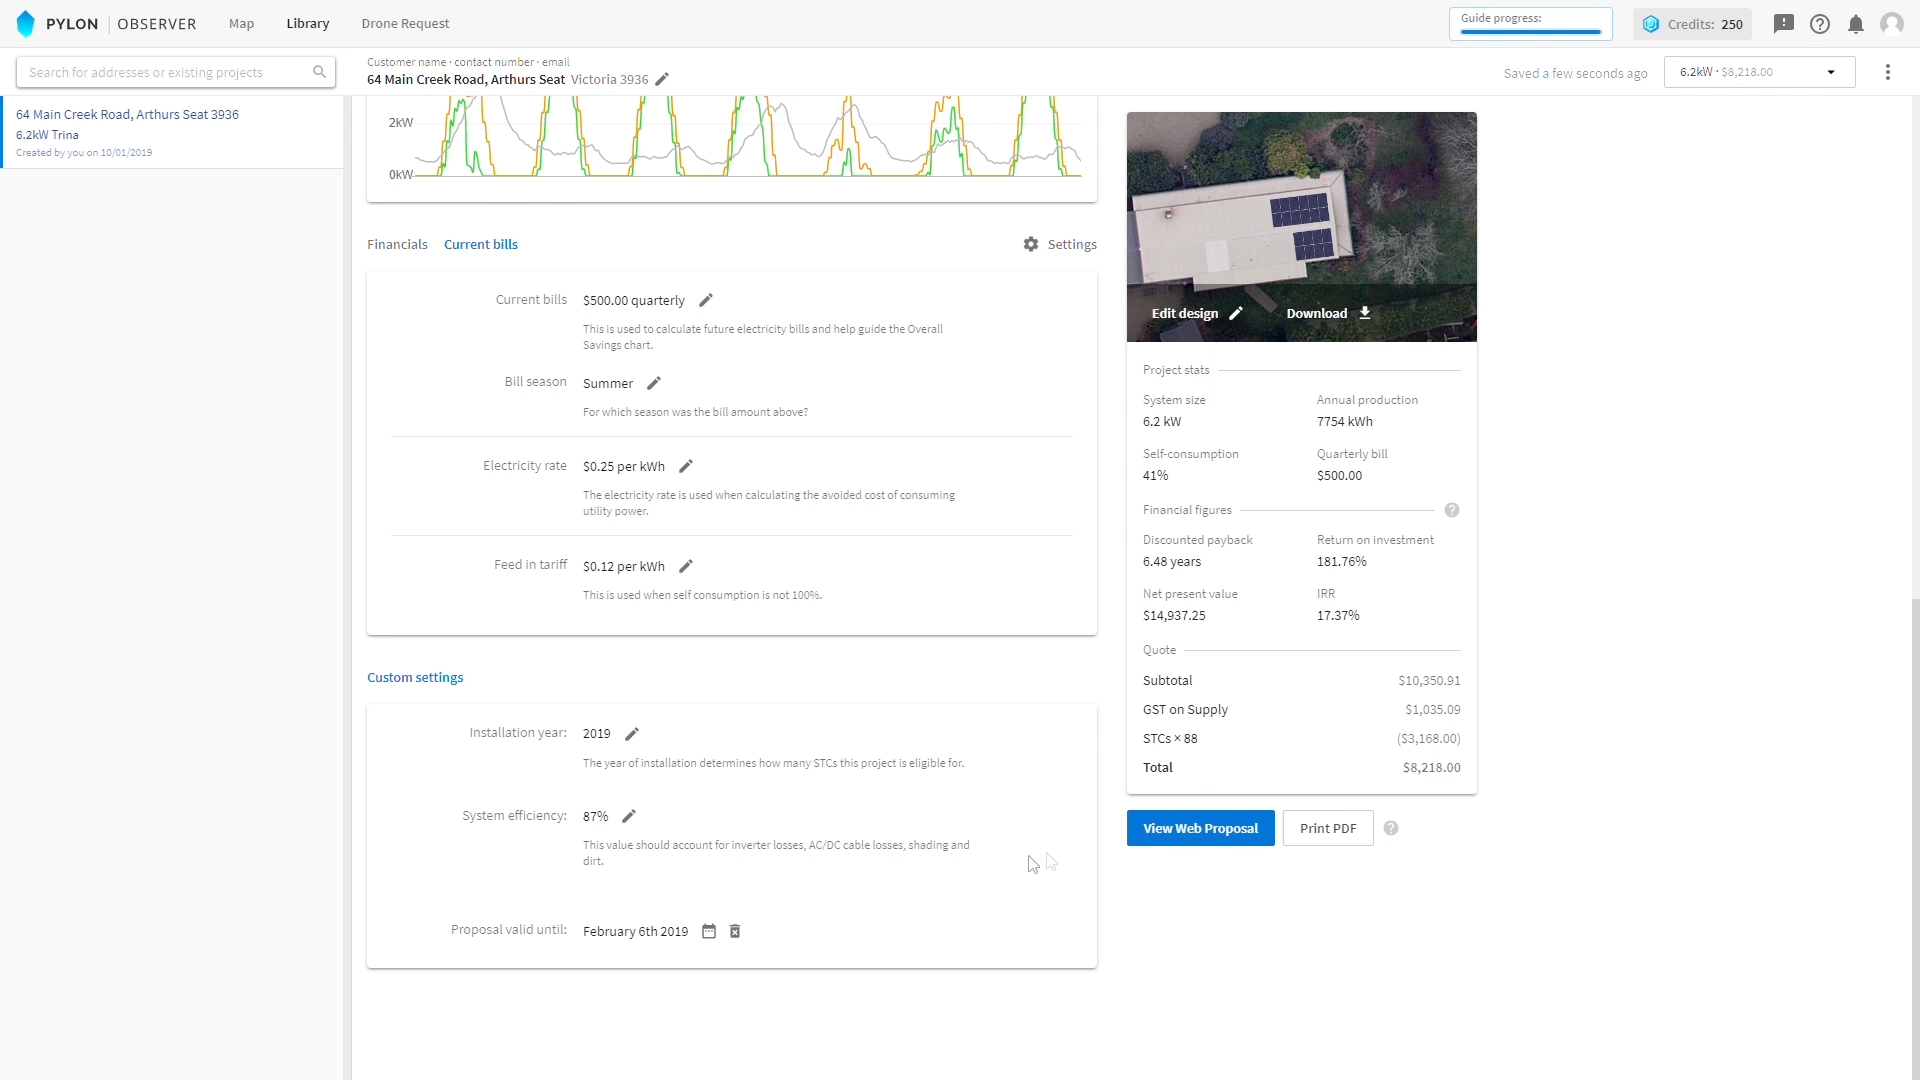 PYLON OBSERVER Map Library Drone Request
Guide progress:
Credits: 250
Search for addresses or existing projects
Customer name · contact number · email
64 Main Creek Road, Arthurs Seat Victoria 3936
Saved a few seconds ago
6.2kW · $8,218.00
64 Main Creek Road, Arthurs Seat 3936
6.2kW Trina
Created by you on 10/01/2019
2kW
0kW
Financials Current bills Settings
Current bills $500.00 quarterly
This is used to calculate future electricity bills and help guide the Overall
Savings chart.
Bill season Summer
For which season was the bill amount above?
Electricity rate $0.25 per kWh
The electricity rate is used when calculating the avoided cost of consuming
utility power.
Feed in tariff $0.12 per kWh
This is used when self consumption is not 100%.
Custom settings
Installation year: 2019
The year of installation determines how many STCs this project is eligible for.
System efficiency: 87%
This value should account for inverter losses, AC/DC cable losses, shading and
dirt.
Proposal valid until: February 6th 2019
Edit design Download
Project stats
System size Annual production
6.2 kW 7754 kWh
Self-consumption Quarterly bill
41% $500.00
Financial figures
Discounted payback Return on investment
6.48 years 181.76%
Net present value IRR
$14,937.25 17.37%
Quote
Subtotal $10,350.91
GST on Supply $1,035.09
STCs × 88 ($3,168.00)
Total $8,218.00
View Web Proposal Print PDF